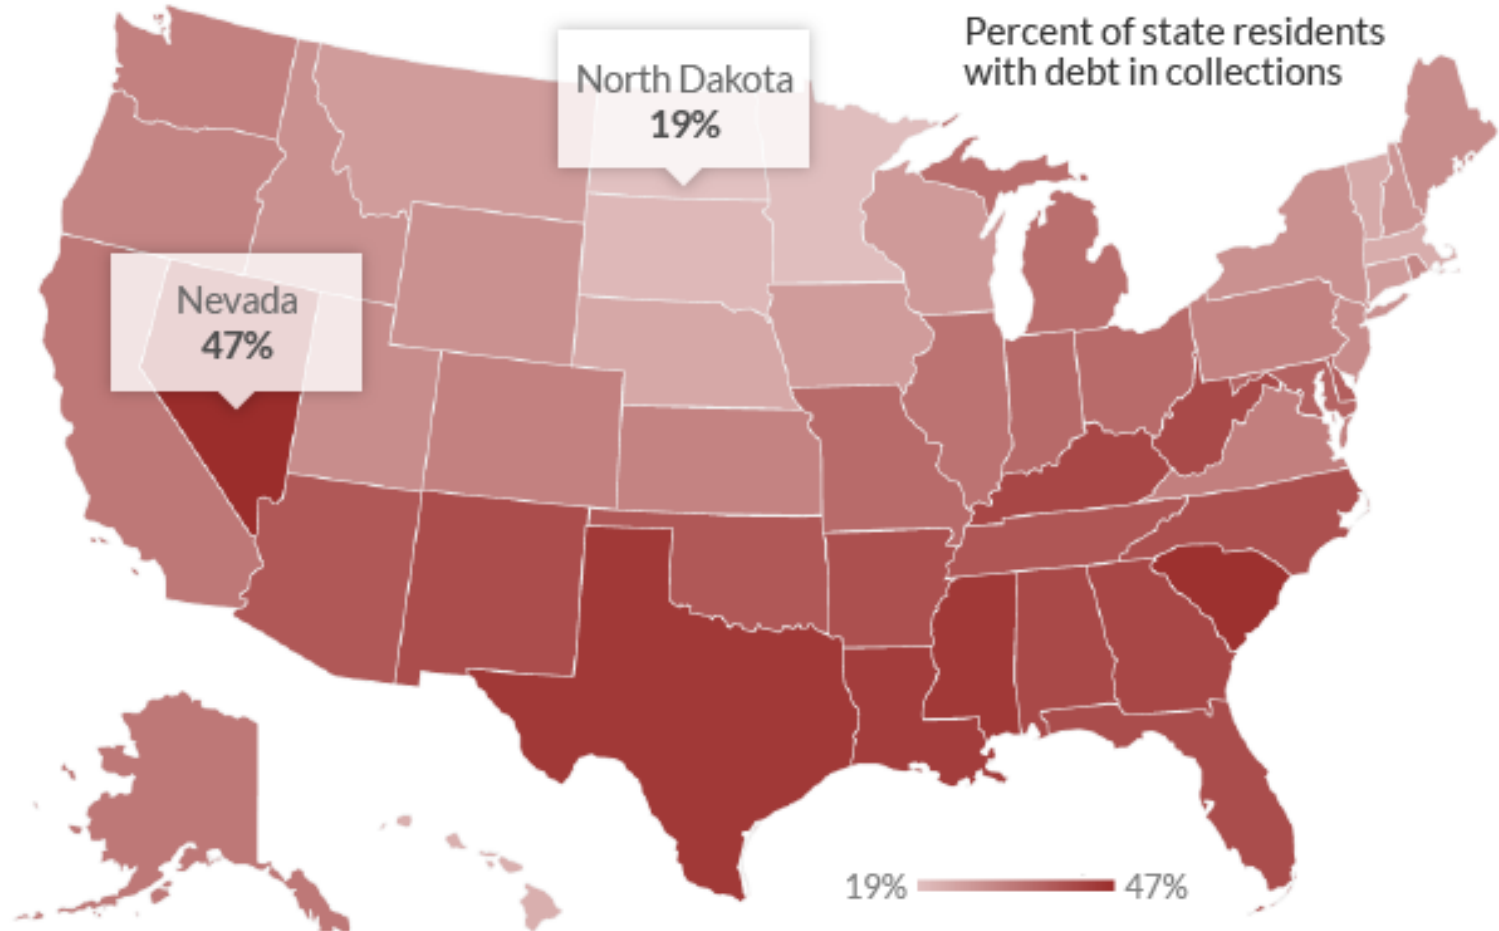 Percent of state residents
with debt in collections
North Dakota
19%
Nevada
47%
19%
47%